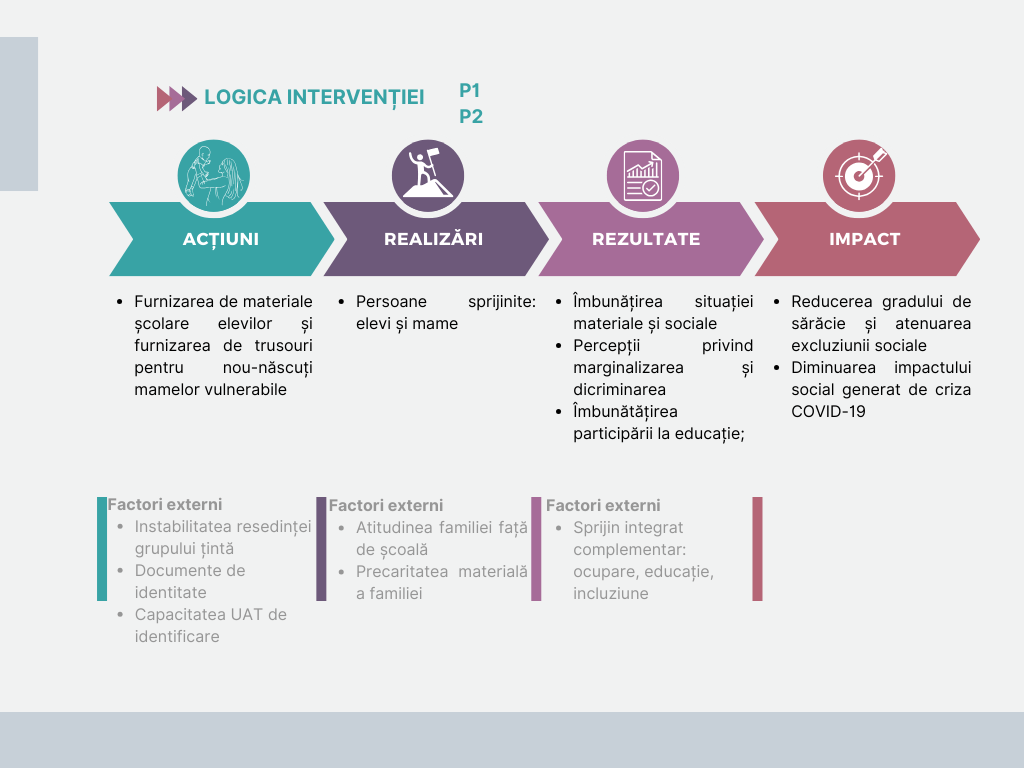 LOGICA INTERVENȚIEI
P1
P2
ACȚIUNI
REALIZĂRI
REZULTATE
IMPACT
• Furnizarea de materiale
școlare elevilor și
furnizarea de trusouri
pentru nou-născuți
mamelor vulnerabile
• Persoane sprijinite:
elevi și mame
• Îmbunățirea situației
materiale și sociale
• Percepții privind
marginalizarea și
dicriminarea
• Îmbunătățirea
participării la educație;
• Reducerea gradului de
sărăcie și atenuarea
excluziunii sociale
• Diminuarea impactului
social generat de criza
COVID-19
Factori externi
• Instabilitatea resedinței
grupului țintă
• Documente de
identitate
• Capacitatea UAT de
identificare
Factori externi
• Atitudinea familiei față
de școală
• Precaritatea materială
a familiei
Factori externi
• Sprijin integrat
complementar:
ocupare, educație,
incluziune